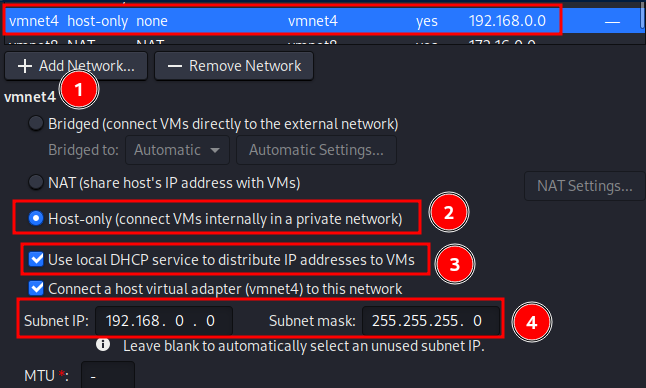 vmnet4 host-only none vmnet4 yes 192.168.0.0 —
vmnet8 NAT NAT vmnet8 yes 172.16.0.0 —
+ Add Network... — Remove Network
1
vmnet4
Bridged (connect VMs directly to the external network)
Bridged to: Automatic Automatic Settings...
NAT (share host's IP address with VMs)
NAT Settings...
Host-only (connect VMs internally in a private network) 2
Use local DHCP service to distribute IP addresses to VMs 3
Connect a host virtual adapter (vmnet4) to this network
Subnet IP: 192.168. 0 . 0 Subnet mask: 255.255.255. 0 4
Leave blank to automatically select an unused subnet IP.
MTU *: -